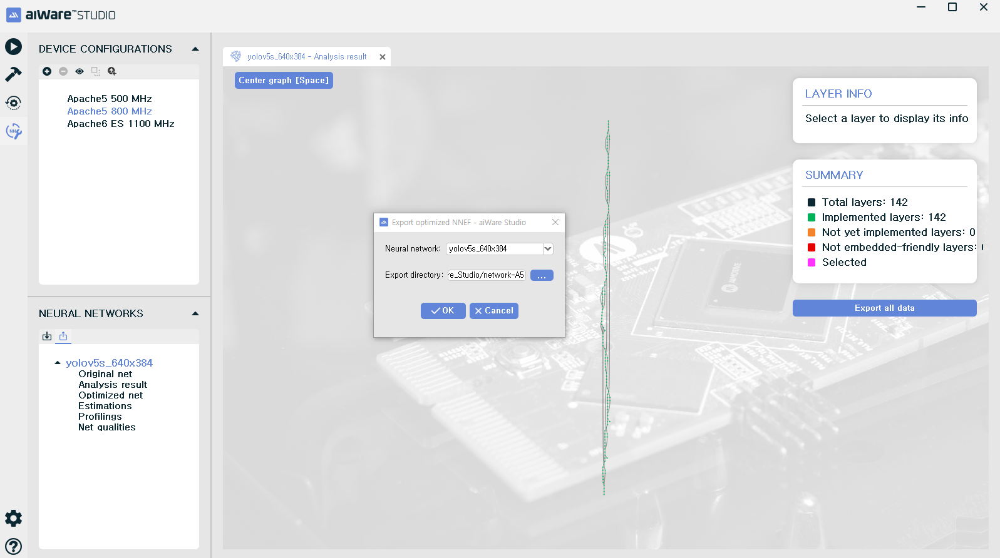 aiWare™STUDIO
DEVICE CONFIGURATIONS
Apache5 500 MHz
Apache5 800 MHz
Apache6 ES 1100 MHz
NEURAL NETWORKS
yolov5s_640x384
Original net
Analysis result
Optimized net
Estimations
Profilings
Net qualities
yolov5s_640x384 - Analysis result
Center graph [Space]
Export optimized NNEF - aiWare Studio
Neural network: yolov5s_640x384
Export directory: re_Studio/network-A5 ...
OK Cancel
LAYER INFO
Select a layer to display its info
SUMMARY
Total layers: 142
Implemented layers: 142
Not yet implemented layers: 0
Not embedded-friendly layers:
Selected
Export all data
NN
AIMOTIVE